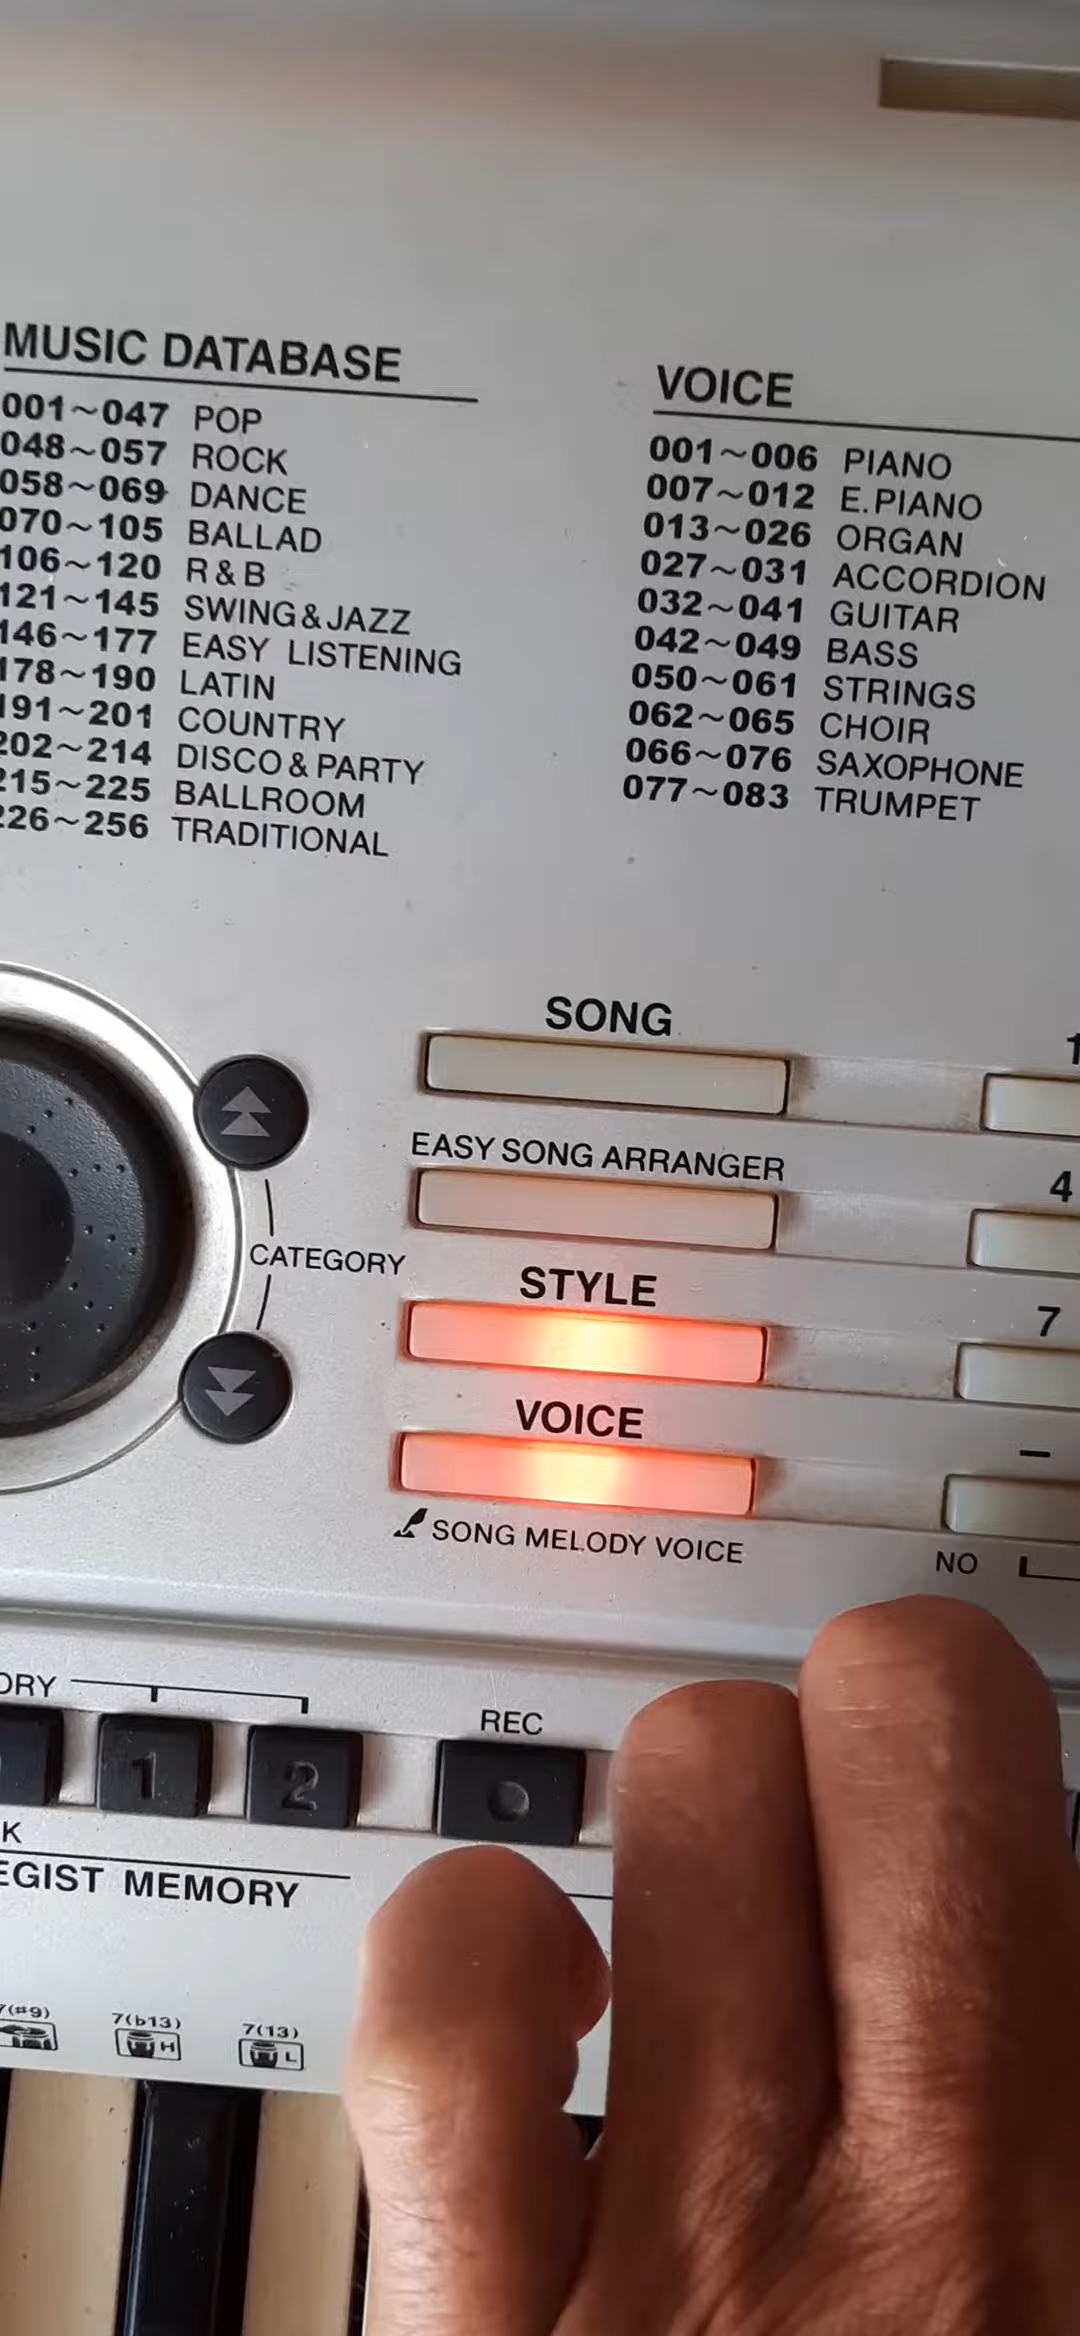 MUSIC DATABASE
001~047 POP
048~057 ROCK
058~069 DANCE
070~105 BALLAD
106~120 R&B
121~145 SWING&JAZZ
146~177 EASY LISTENING
178~190 LATIN
191~201 COUNTRY
202~214 DISCO&PARTY
215~225 BALLROOM
226~256 TRADITIONAL
VOICE
001~006 PIANO
007~012 E.PIANO
013~026 ORGAN
027~031 ACCORDION
032~041 GUITAR
042~049 BASS
050~061 STRINGS
062~065 CHOIR
066~076 SAXOPHONE
077~083 TRUMPET
SONG
1
EASY SONG ARRANGER
4
CATEGORY
STYLE
7
VOICE
–
SONG MELODY VOICE
NO
ORY
REC
1
2
K
EGIST MEMORY
7(#9)
7(b13)
H
7(13)
L